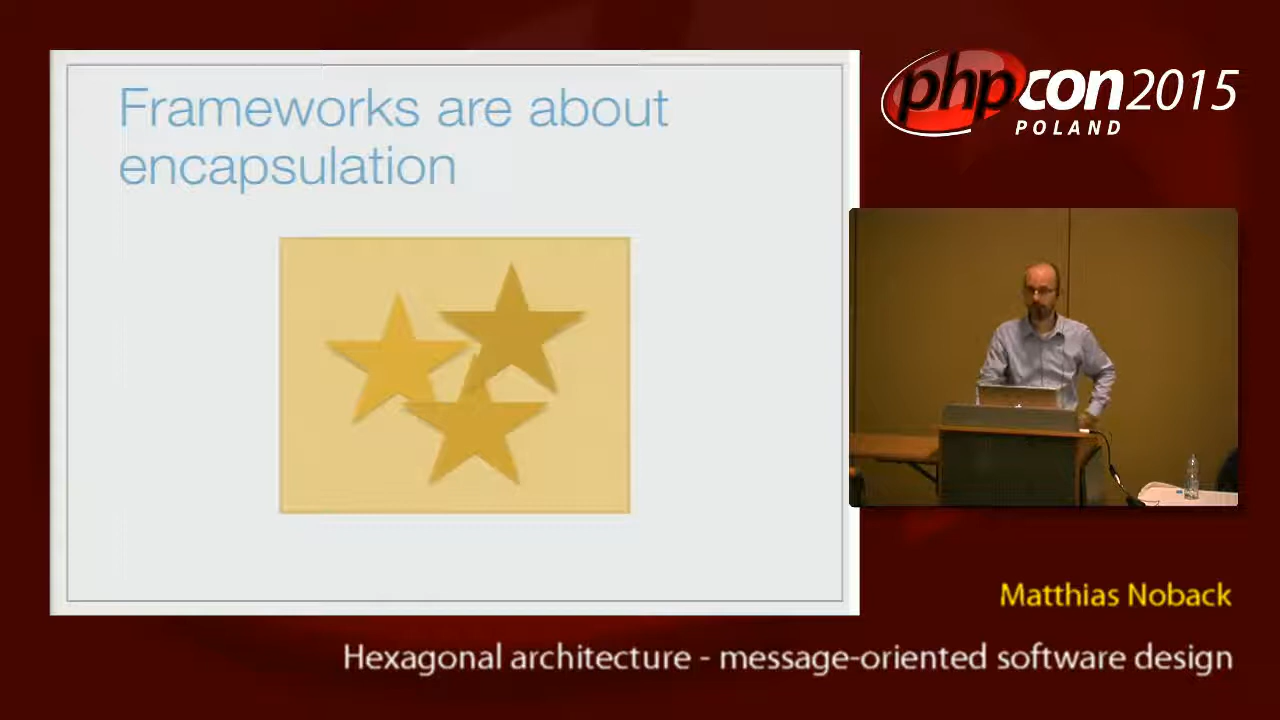 Frameworks are about
encapsulation
phpcon2015
POLAND
Matthias Noback
Hexagonal architecture - message-oriented software design